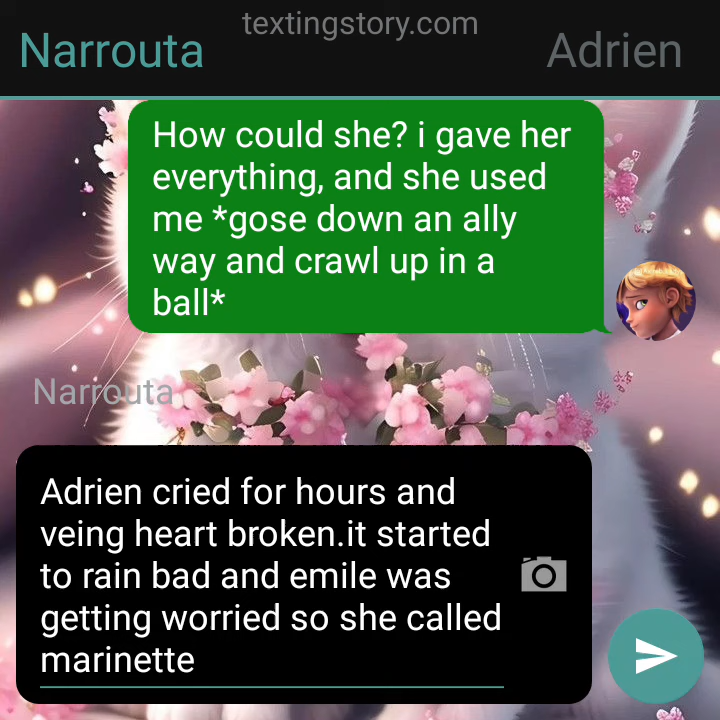 textingstory.com
Narrouta
Adrien
How could she? i gave her
everything, and she used
me *gose down an ally
way and crawl up in a
ball*
Narrouta
Adrien cried for hours and
veing heart broken.it started
to rain bad and emile was
getting worried so she called
marinette